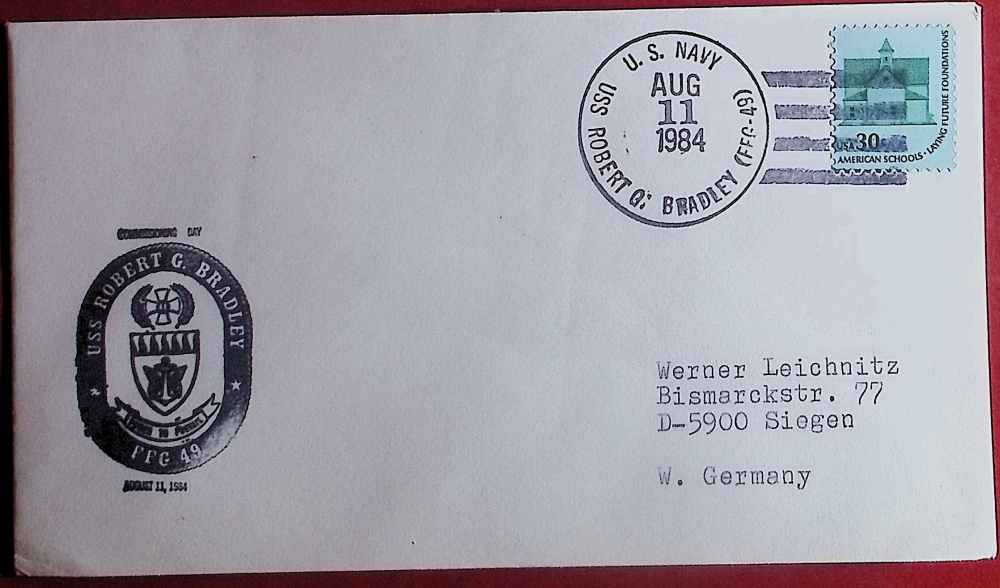 U. S. NAVY
AUG
11
1984
USS ROBERT G. BRADLEY (FFG-49)
USA 30c
AMERICAN SCHOOLS · LAYING FUTURE FOUNDATIONS
COMMISSIONING DAY
USS ROBERT G. BRADLEY
FFG 49
AUGUST 11, 1984
Werner Leichnitz
Bismarckstr. 77
D-5900 Siegen
W. Germany